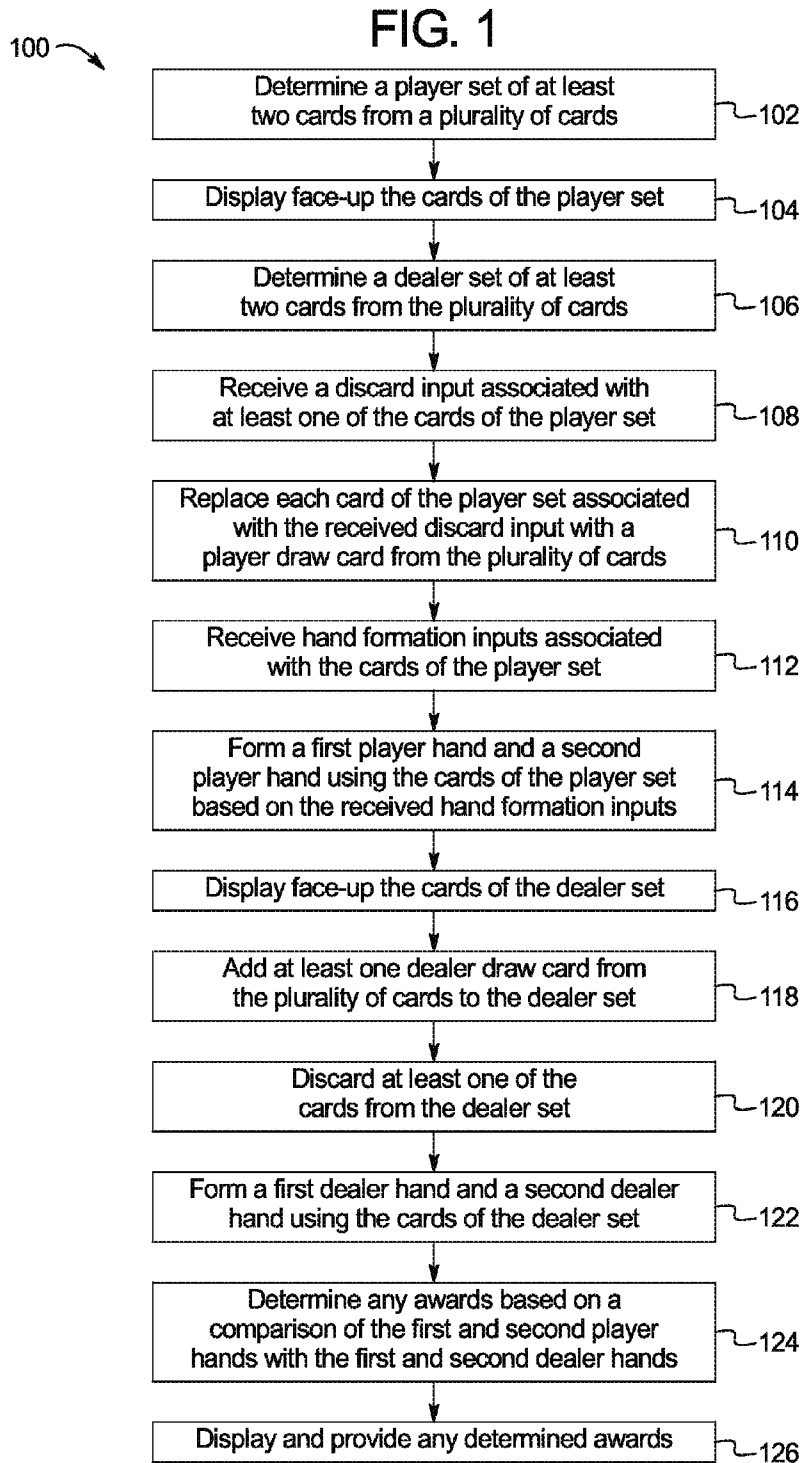 FIG. 1
100
Determine a player set of at least
two cards from a plurality of cards
102
Display face-up the cards of the player set
104
Determine a dealer set of at least
two cards from the plurality of cards
106
Receive a discard input associated with
at least one of the cards of the player set
108
Replace each card of the player set associated
with the received discard input with a
player draw card from the plurality of cards
110
Receive hand formation inputs associated
with the cards of the player set
112
Form a first player hand and a second
player hand using the cards of the player set
based on the received hand formation inputs
114
Display face-up the cards of the dealer set
116
Add at least one dealer draw card from
the plurality of cards to the dealer set
118
Discard at least one of the
cards from the dealer set
120
Form a first dealer hand and a second dealer
hand using the cards of the dealer set
122
Determine any awards based on a
comparison of the first and second player
hands with the first and second dealer hands
124
Display and provide any determined awards
126